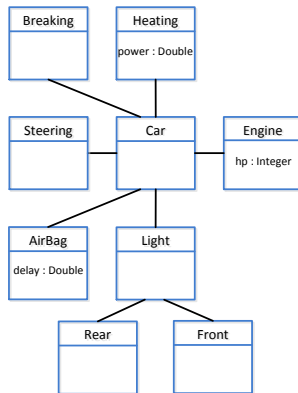 Breaking
Heating
power : Double
Steering
Car
Engine
hp : Integer
AirBag
delay : Double
Light
Rear
Front